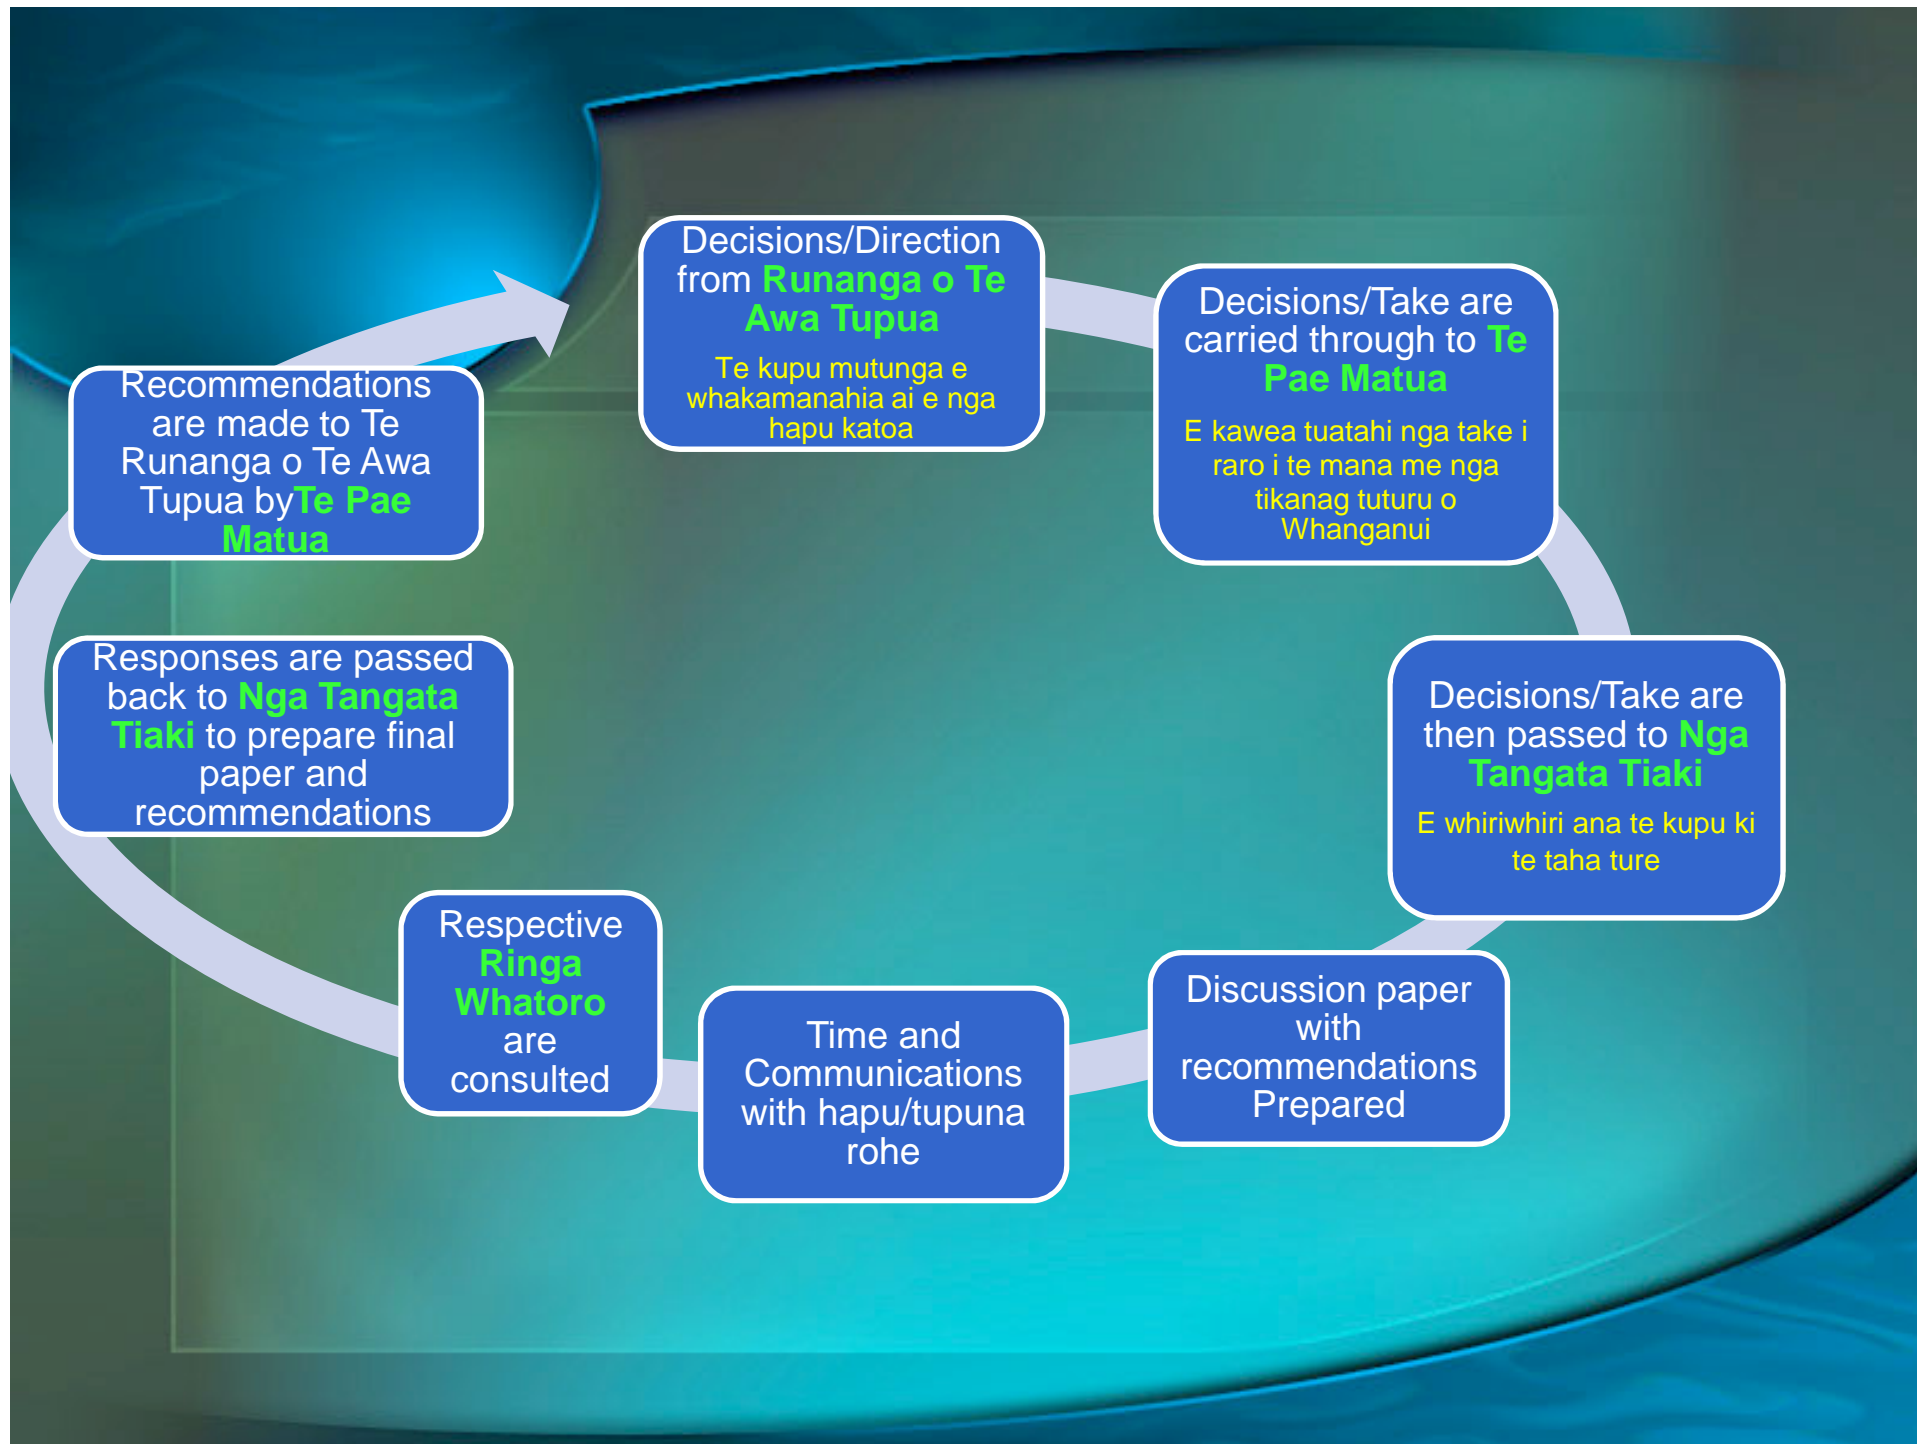 Decisions/Direction
from Runanga o Te
Awa Tupua
Te kupu mutunga e
whakamanahia ai e nga
hapu katoa
Decisions/Take are
carried through to Te
Pae Matua
E kawea tuatahi nga take i
raro i te mana me nga
tikanag tuturu o
Whanganui
Decisions/Take are
then passed to Nga
Tangata Tiaki
E whiriwhiri ana te kupu ki
te taha ture
Discussion paper
with
recommendations
Prepared
Time and
Communications
with hapu/tupuna
rohe
Respective
Ringa
Whatoro
are
consulted
Responses are passed
back to Nga Tangata
Tiaki to prepare final
paper and
recommendations
Recommendations
are made to Te
Runanga o Te Awa
Tupua byTe Pae
Matua